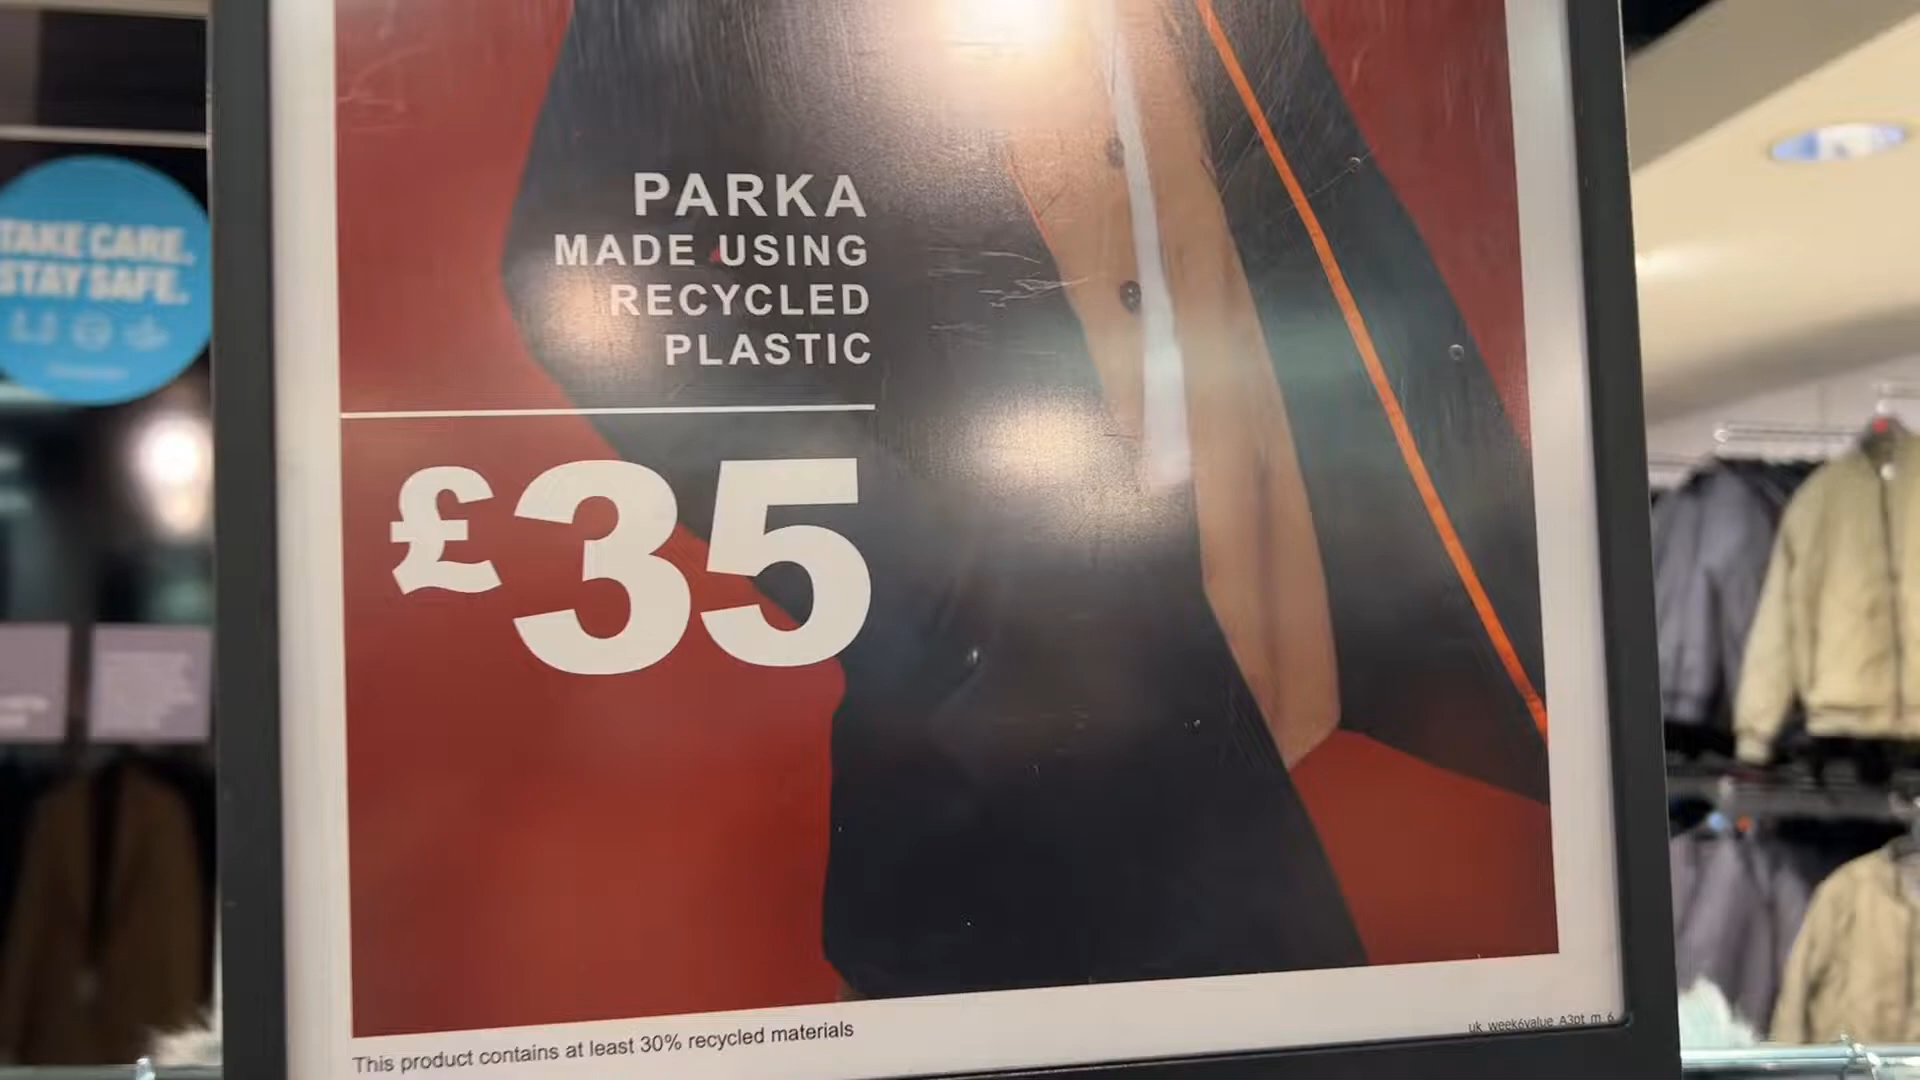 TAKE CARE.
STAY SAFE.
PARKA
MADE USING
RECYCLED
PLASTIC
£35
This product contains at least 30% recycled materials
uk_week6value_A3pt_m_6